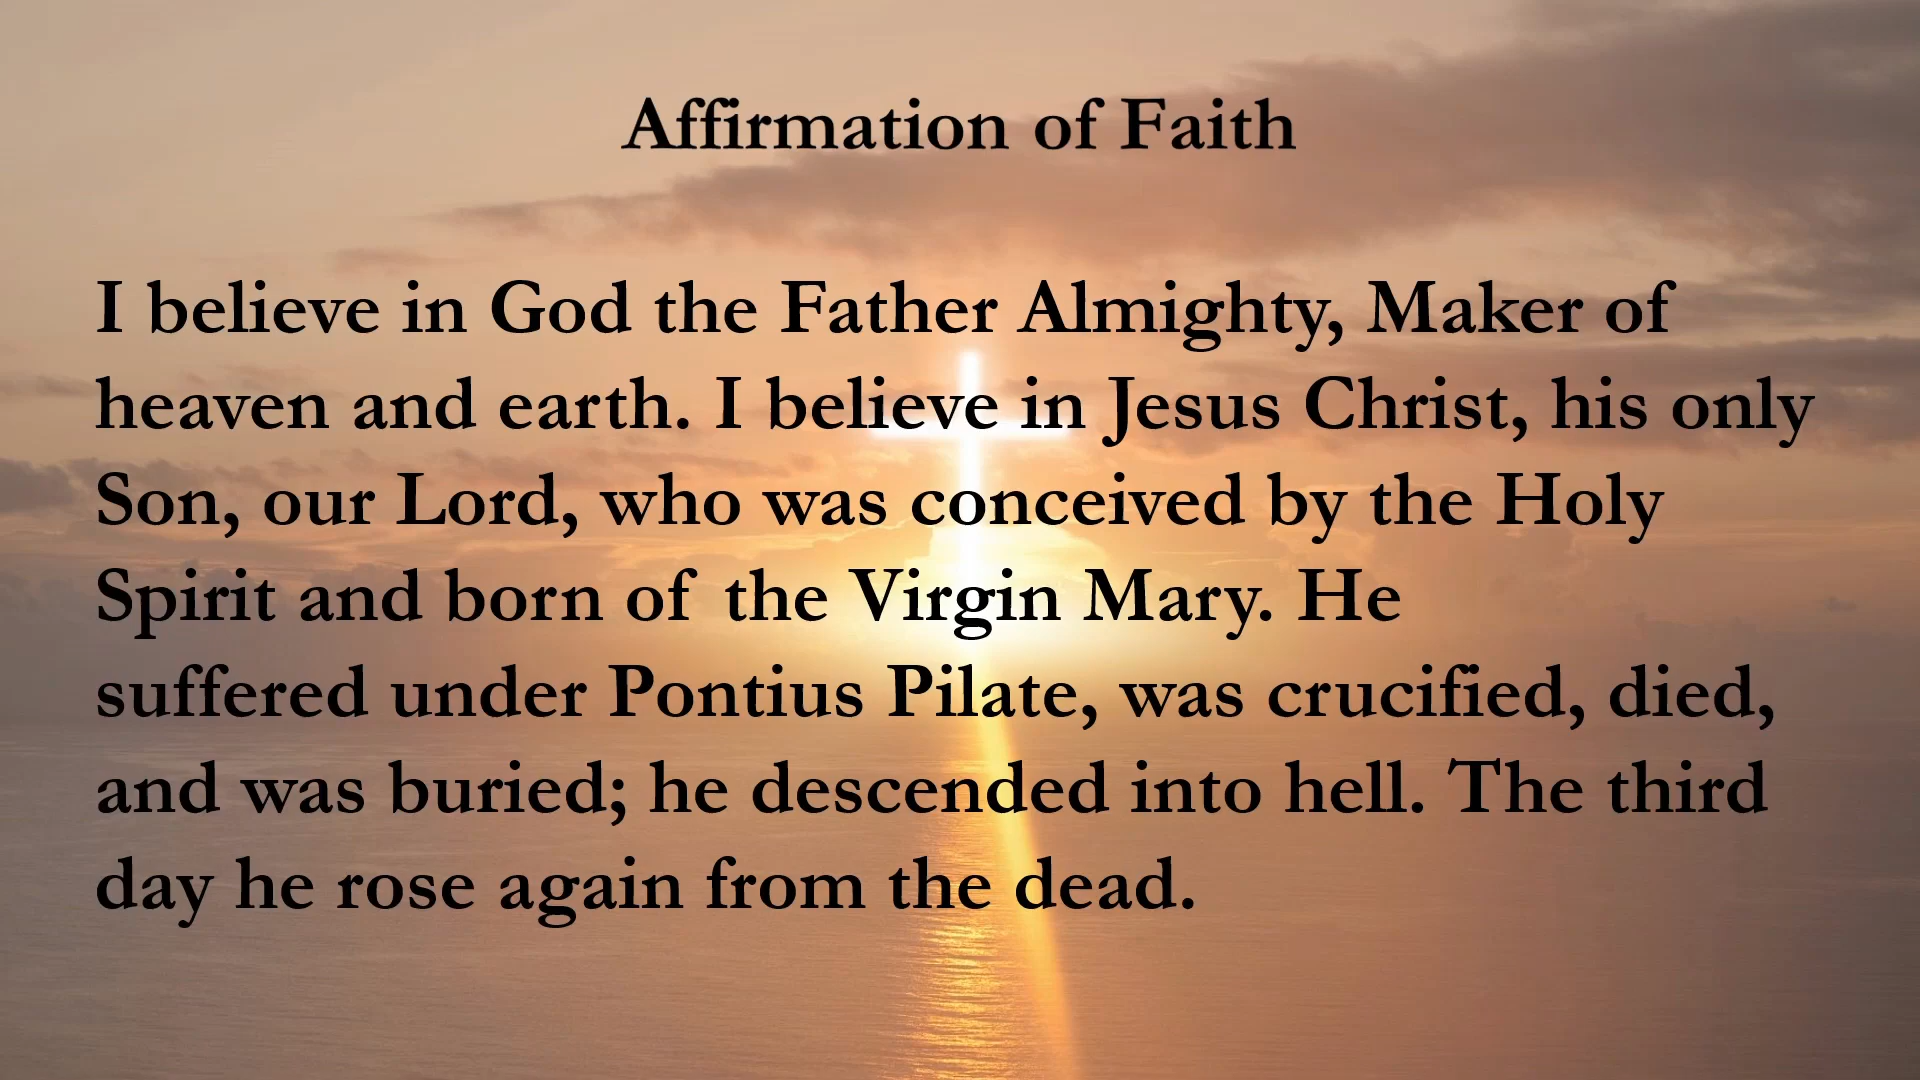 Affirmation of Faith
I believe in God the Father Almighty, Maker of
heaven and earth. I believe in Jesus Christ, his only
Son, our Lord, who was conceived by the Holy
Spirit and born of the Virgin Mary. He
suffered under Pontius Pilate, was crucified, died,
and was buried; he descended into hell. The third
day he rose again from the dead.